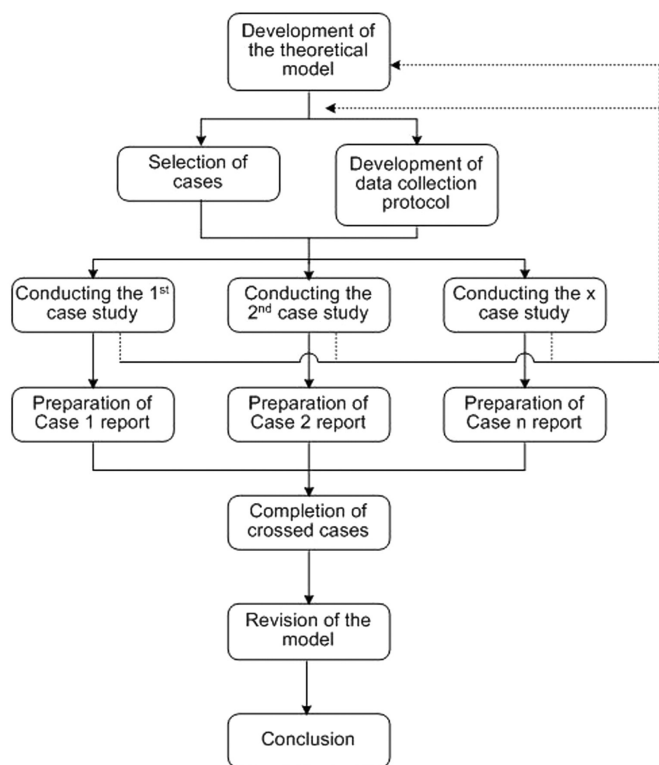 Development of
the theoretical
model
Selection of
cases
Development of
data collection
protocol
Conducting the 1st
case study
Conducting the
2nd case study
Conducting the x
case study
Preparation of
Case 1 report
Preparation of
Case 2 report
Preparation of
Case n report
Completion of
crossed cases
Revision of the
model
Conclusion